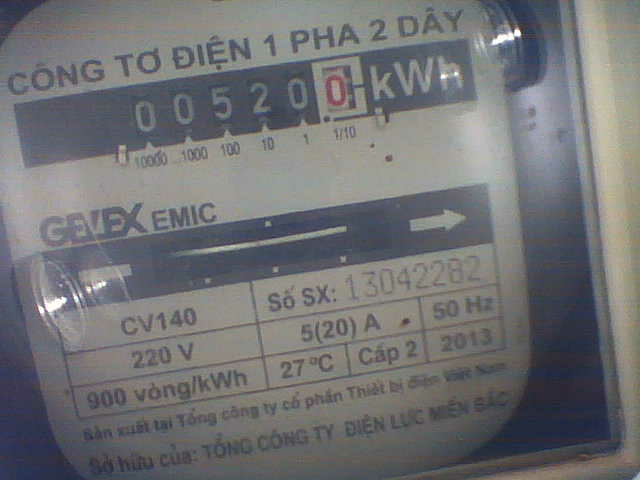 CÔNG TƠ ĐIỆN 1 PHA 2 DÂY
0 0 5 2 0 0 kWh
10000 1000 100 10 1 1/10
GELEX EMIC
CV140 Số SX: 13042282
220 V 5(20) A 50 Hz
900 vòng/kWh 27 ºC Cấp 2 2013
Sản xuất tại Tổng công ty cổ phần Thiết bị điện Việt Nam
Sở hữu của: TỔNG CÔNG TY ĐIỆN LỰC MIỀN BẮC